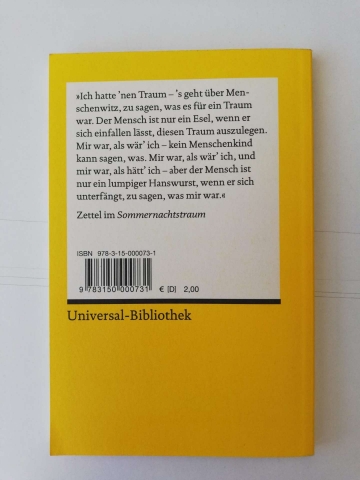 »Ich hatte ’nen Traum – ’s geht über Men-
schenwitz, zu sagen, was es für ein Traum
war. Der Mensch ist nur ein Esel, wenn er
sich einfallen lässt, diesen Traum auszulegen.
Mir war, als wär’ ich – kein Menschenkind
kann sagen, was. Mir war, als wär’ ich, und
mir war, als hätt’ ich – aber der Mensch ist
nur ein lumpiger Hanswurst, wenn er sich
unterfängt, zu sagen, was mir war.«
Zettel im Sommernachtstraum
ISBN 978-3-15-000073-1
9 783150 000731 € [D] 2,00
Universal-Bibliothek